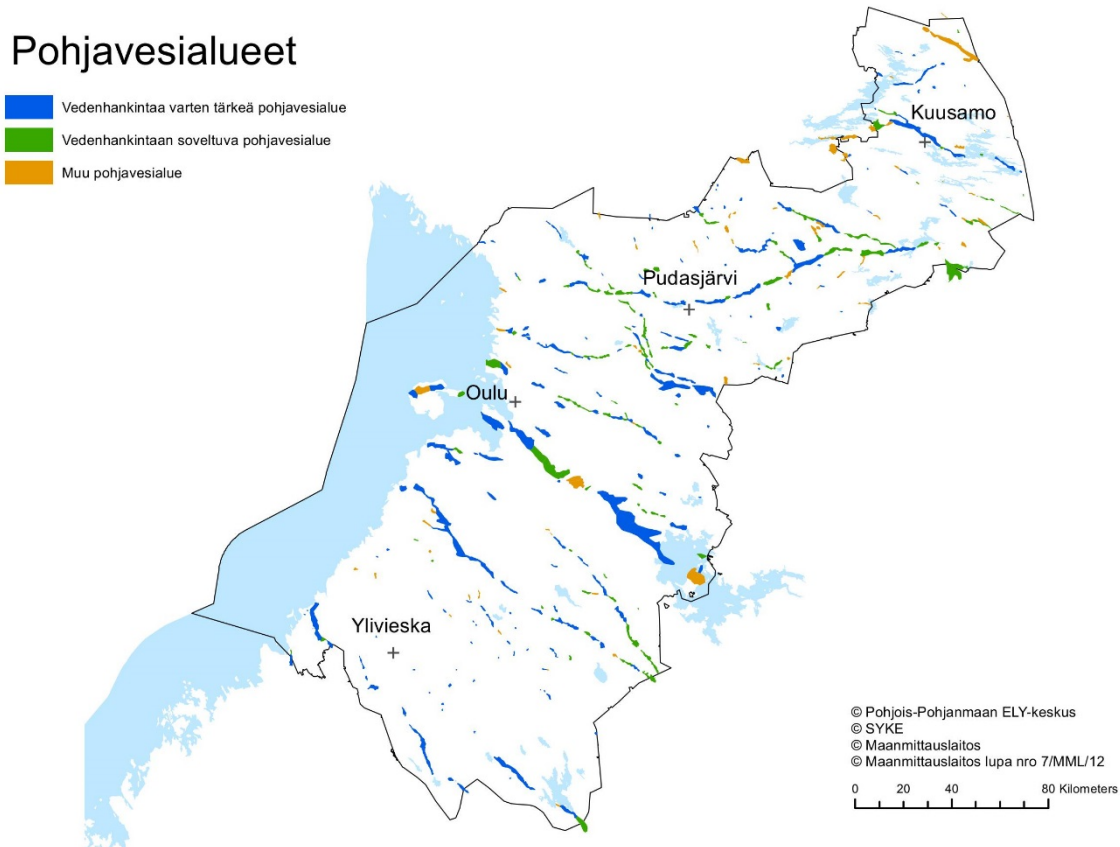 Pohjavesialueet
Vedenhankintaa varten tärkeä pohjavesialue
Vedenhankintaan soveltuva pohjavesialue
Muu pohjavesialue
Kuusamo
Pudasjärvi
Oulu
Ylivieska
© Pohjois-Pohjanmaan ELY-keskus
© SYKE
© Maanmittauslaitos
© Maanmittauslaitos lupa nro 7/MML/12
0 20 40 80 Kilometers